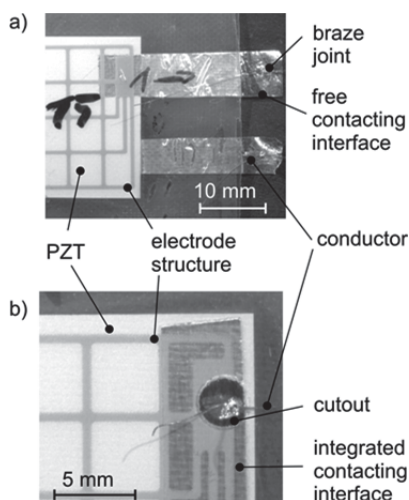 a)
braze
joint
free
contacting
interface
10 mm
PZT
electrode
structure
conductor
b)
cutout
integrated
contacting
interface
5 mm